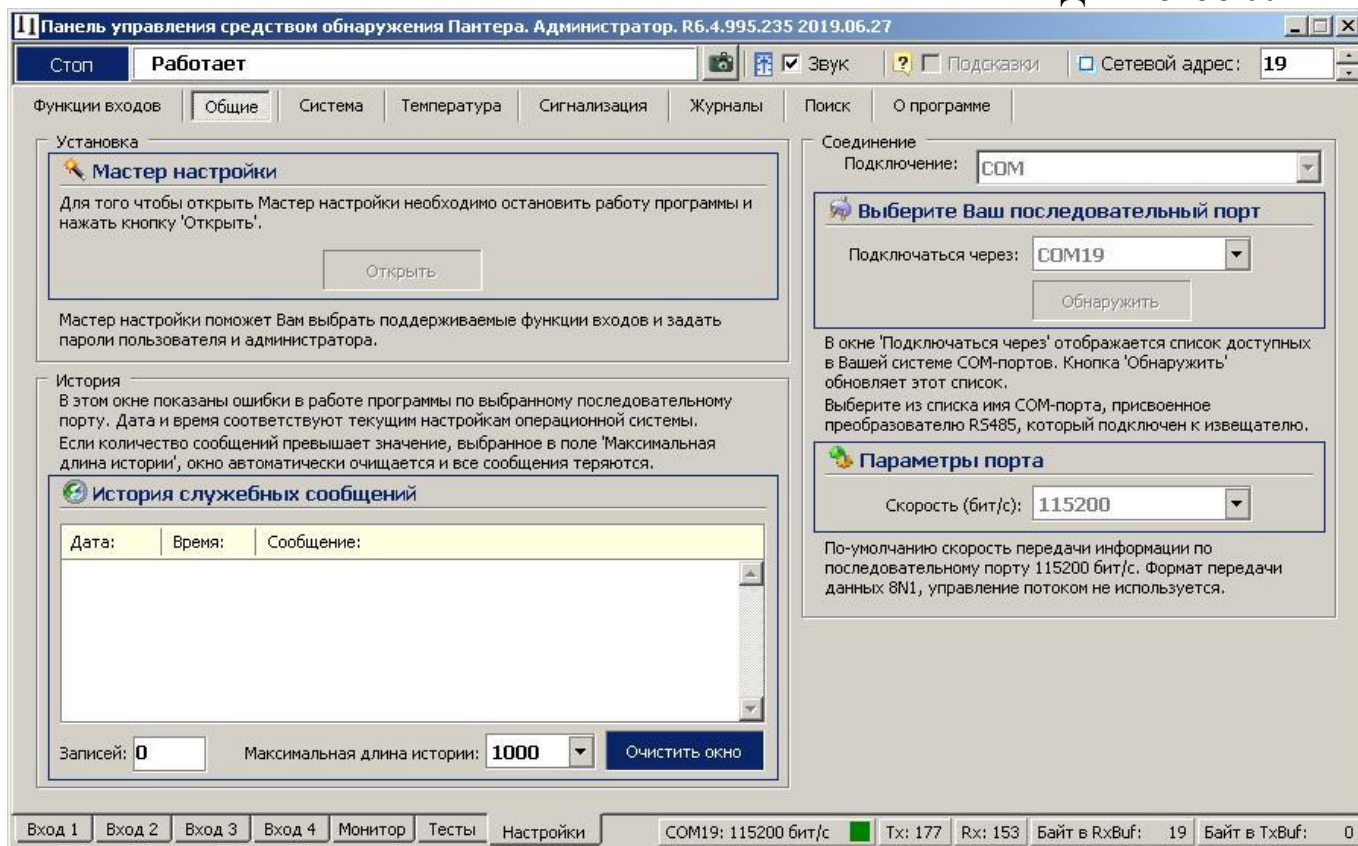 Панель управления средством обнаружения Пантера. Администратор. R6.4.995.235 2019.06.27
Стоп Работает Звук Подсказки Сетевой адрес: 19
Функции входов Общие Система Температура Сигнализация Журналы Поиск О программе
Установка
Мастер настройки
Для того чтобы открыть Мастер настройки необходимо остановить работу программы и
нажать кнопку 'Открыть'.
Открыть
Мастер настройки поможет Вам выбрать поддерживаемые функции входов и задать
пароли пользователя и администратора.
История
В этом окне показаны ошибки в работе программы по выбранному последовательному
порту. Дата и время соответствуют текущим настройкам операционной системы.
Если количество сообщений превышает значение, выбранное в поле 'Максимальная
длина истории', окно автоматически очищается и все сообщения теряются.
История служебных сообщений
Дата: Время: Сообщение:
Записей: 0 Максимальная длина истории: 1000 Очистить окно
Соединение
Подключение: COM
Выберите Ваш последовательный порт
Подключаться через: COM19
Обнаружить
В окне 'Подключаться через' отображается список доступных
в Вашей системе COM-портов. Кнопка 'Обнаружить'
обновляет этот список.
Выберите из списка имя COM-порта, присвоенное
преобразователю RS485, который подключен к извещателю.
Параметры порта
Скорость (бит/с): 115200
По-умолчанию скорость передачи информации по
последовательному порту 115200 бит/с. Формат передачи
данных 8N1, управление потоком не используется.
Вход 1 Вход 2 Вход 3 Вход 4 Монитор Тесты Настройки COM19: 115200 бит/с Tx: 177 Rx: 153 Байт в RxBuf: 19 Байт в TxBuf: 0